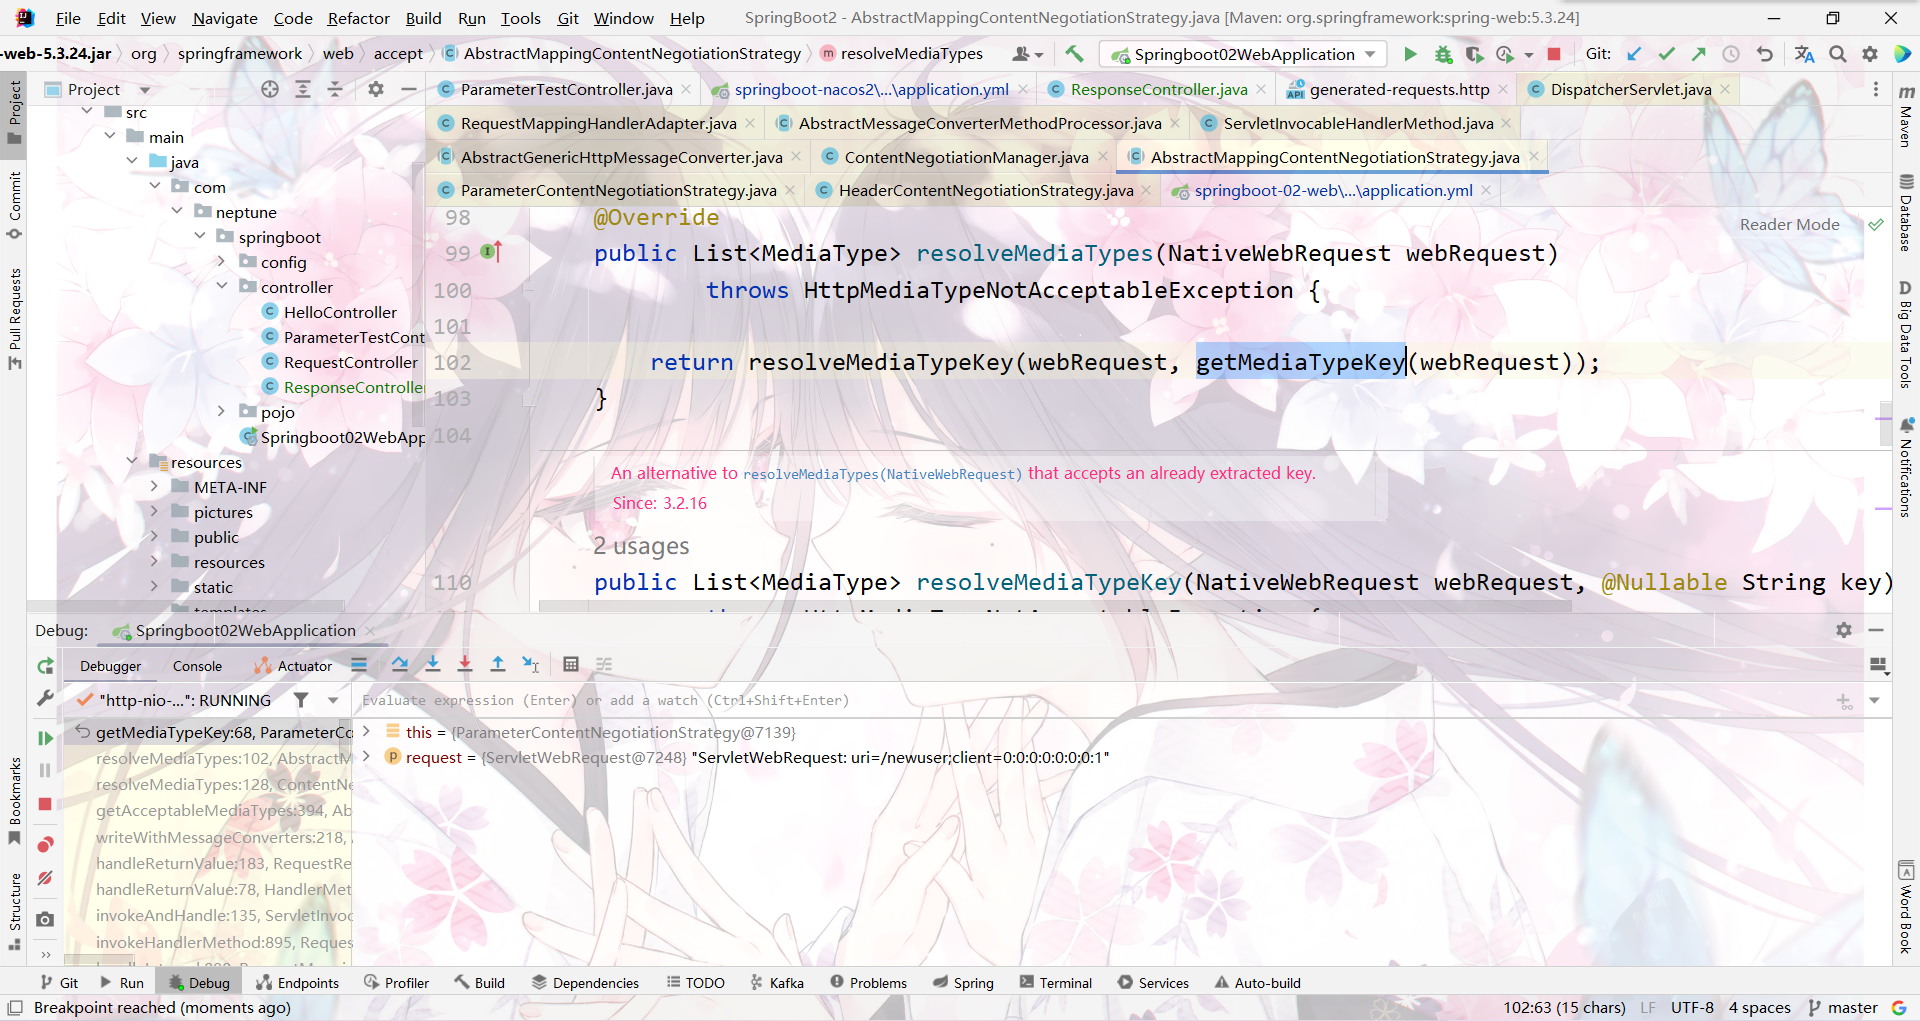 File Edit View Navigate Code Refactor Build Run Tools Git Window Help SpringBoot2 - AbstractMappingContentNegotiationStrategy.java [Maven: org.springframework:spring-web:5.3.24]
-web-5.3.24.jar org springframework web accept AbstractMappingContentNegotiationStrategy resolveMediaTypes Springboot02WebApplication Git:
Project
ParameterTestController.java springboot-nacos2\...\application.yml ResponseController.java generated-requests.http DispatcherServlet.java
RequestMappingHandlerAdapter.java AbstractMessageConverterMethodProcessor.java ServletInvocableHandlerMethod.java
AbstractGenericHttpMessageConverter.java ContentNegotiationManager.java AbstractMappingContentNegotiationStrategy.java
ParameterContentNegotiationStrategy.java HeaderContentNegotiationStrategy.java springboot-02-web\...\application.yml
Project
Commit
Pull Requests
Bookmarks
Structure
src
main
java
com
neptune
springboot
config
controller
HelloController
ParameterTestCont
RequestController
ResponseController
pojo
Springboot02WebApp
resources
META-INF
pictures
public
resources
static
templates
Reader Mode
98 @Override
99 public List<MediaType> resolveMediaTypes(NativeWebRequest webRequest)
100 throws HttpMediaTypeNotAcceptableException {
101
102 return resolveMediaTypeKey(webRequest, getMediaTypeKey(webRequest));
103 }
104
An alternative to resolveMediaTypes(NativeWebRequest) that accepts an already extracted key.
Since: 3.2.16
2 usages
110 public List<MediaType> resolveMediaTypeKey(NativeWebRequest webRequest, @Nullable String key)
Maven
Database
Big Data Tools
Notifications
Word Book
Debug: Springboot02WebApplication
Debugger Console Actuator
"http-nio-...": RUNNING
Evaluate expression (Enter) or add a watch (Ctrl+Shift+Enter)
getMediaTypeKey:68, ParameterCo
resolveMediaTypes:102, AbstractM
resolveMediaTypes:128, ContentNe
getAcceptableMediaTypes:394, Ab
writeWithMessageConverters:218, 
handleReturnValue:183, RequestRe
handleReturnValue:78, HandlerMet
invokeAndHandle:135, ServletInvoc
invokeHandlerMethod:895, Reques
this = {ParameterContentNegotiationStrategy@7139}
request = {ServletWebRequest@7248} "ServletWebRequest: uri=/newuser;client=0:0:0:0:0:0:0:1"
Git Run Debug Endpoints Profiler Build Dependencies TODO Kafka Problems Spring Terminal Services Auto-build
Breakpoint reached (moments ago) 102:63 (15 chars) LF UTF-8 4 spaces master